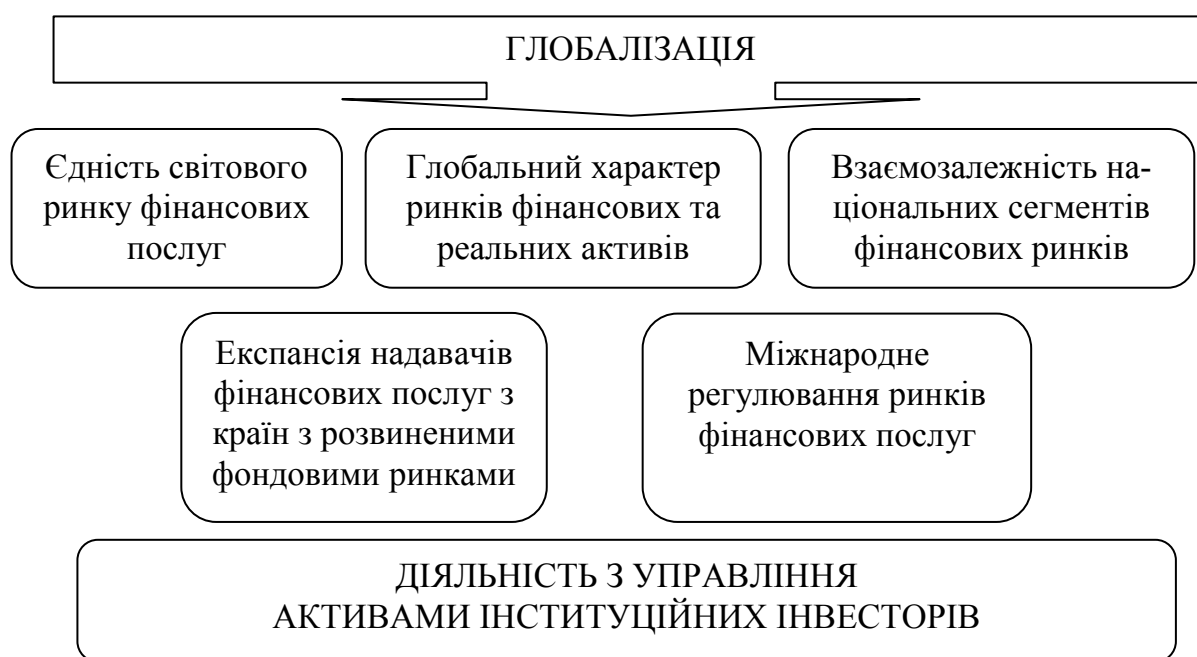 ГЛОБАЛІЗАЦІЯ
Єдність світового
ринку фінансових
послуг
Глобальний характер
ринків фінансових та
реальних активів
Взаємозалежність на-
ціональних сегментів
фінансових ринків
Експансія надавачів
фінансових послуг з
країн з розвиненими
фондовими ринками
Міжнародне
регулювання ринків
фінансових послуг
ДІЯЛЬНІСТЬ З УПРАВЛІННЯ
АКТИВАМИ ІНСТИТУЦІЙНИХ ІНВЕСТОРІВ